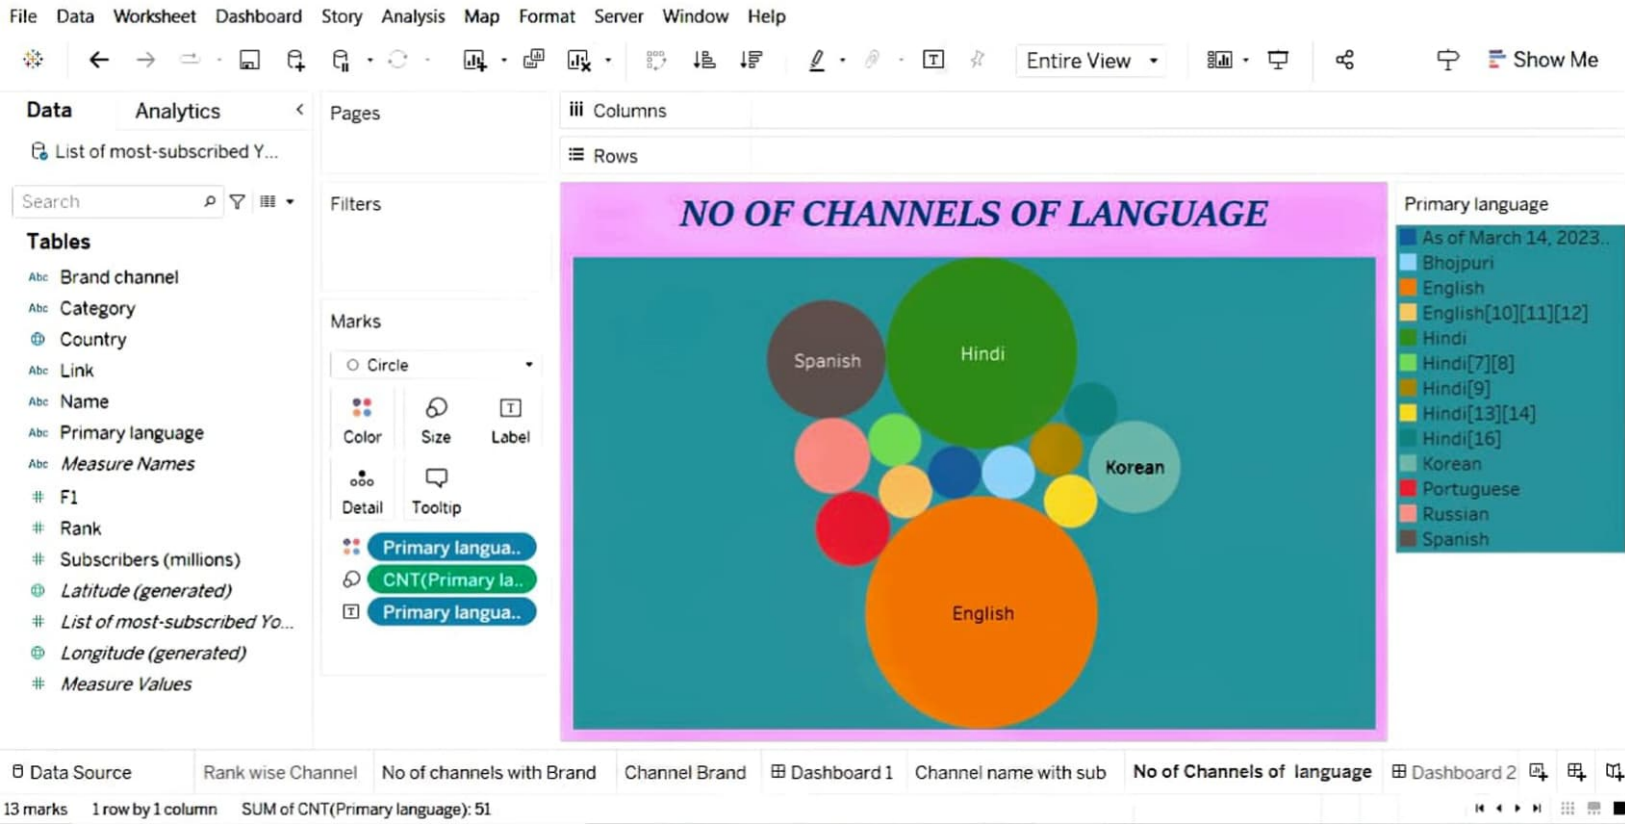 File Data Worksheet Dashboard Story Analysis Map Format Server Window Help
Entire View
Show Me
Data Analytics
List of most-subscribed Y...
Search
Tables
Abc Brand channel
Abc Category
Country
Abc Link
Abc Name
Abc Primary language
Abc Measure Names
# F1
# Rank
# Subscribers (millions)
Latitude (generated)
# List of most-subscribed Yo...
Longitude (generated)
# Measure Values
Pages
Filters
Marks
Circle
Color Size Label
Detail Tooltip
Primary langua..
CNT(Primary la..
Primary langua..
Columns
Rows
NO OF CHANNELS OF LANGUAGE
Spanish
Hindi
Korean
English
Primary language
As of March 14, 2023..
Bhojpuri
English
English[10][11][12]
Hindi
Hindi[7][8]
Hindi[9]
Hindi[13][14]
Hindi[16]
Korean
Portuguese
Russian
Spanish
Data Source Rank wise Channel No of channels with Brand Channel Brand Dashboard 1 Channel name with sub No of Channels of language Dashboard 2
13 marks 1 row by 1 column SUM of CNT(Primary language): 51